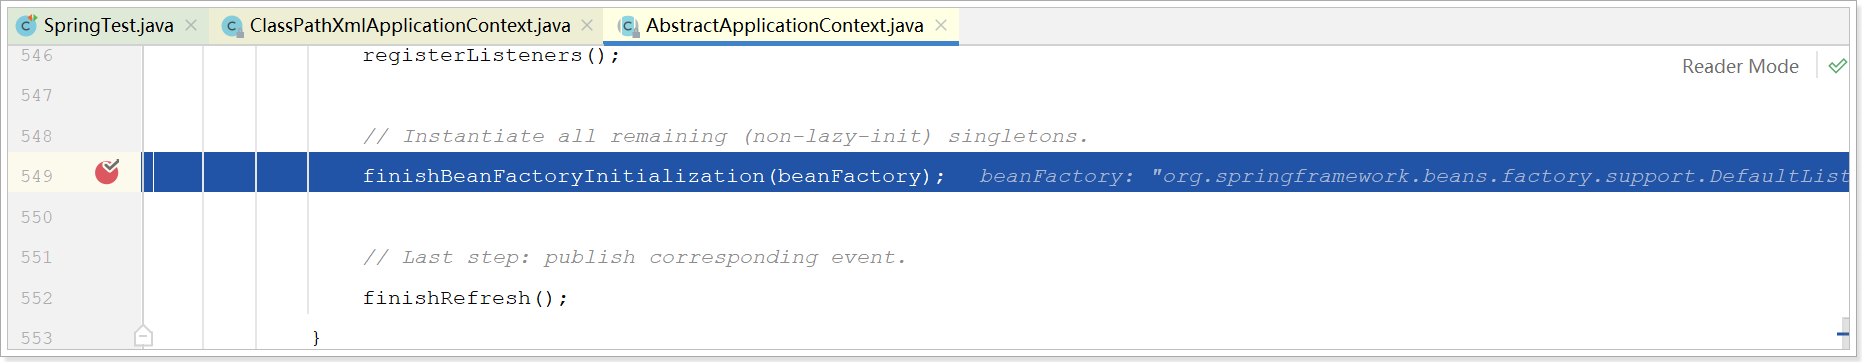 SpringTest.java ClassPathXmlApplicationContext.java AbstractApplicationContext.java
546 registerListeners();
Reader Mode
547
548 // Instantiate all remaining (non-lazy-init) singletons.
549 finishBeanFactoryInitialization(beanFactory); beanFactory: "org.springframework.beans.factory.support.DefaultList
550
551 // Last step: publish corresponding event.
552 finishRefresh();
553 }